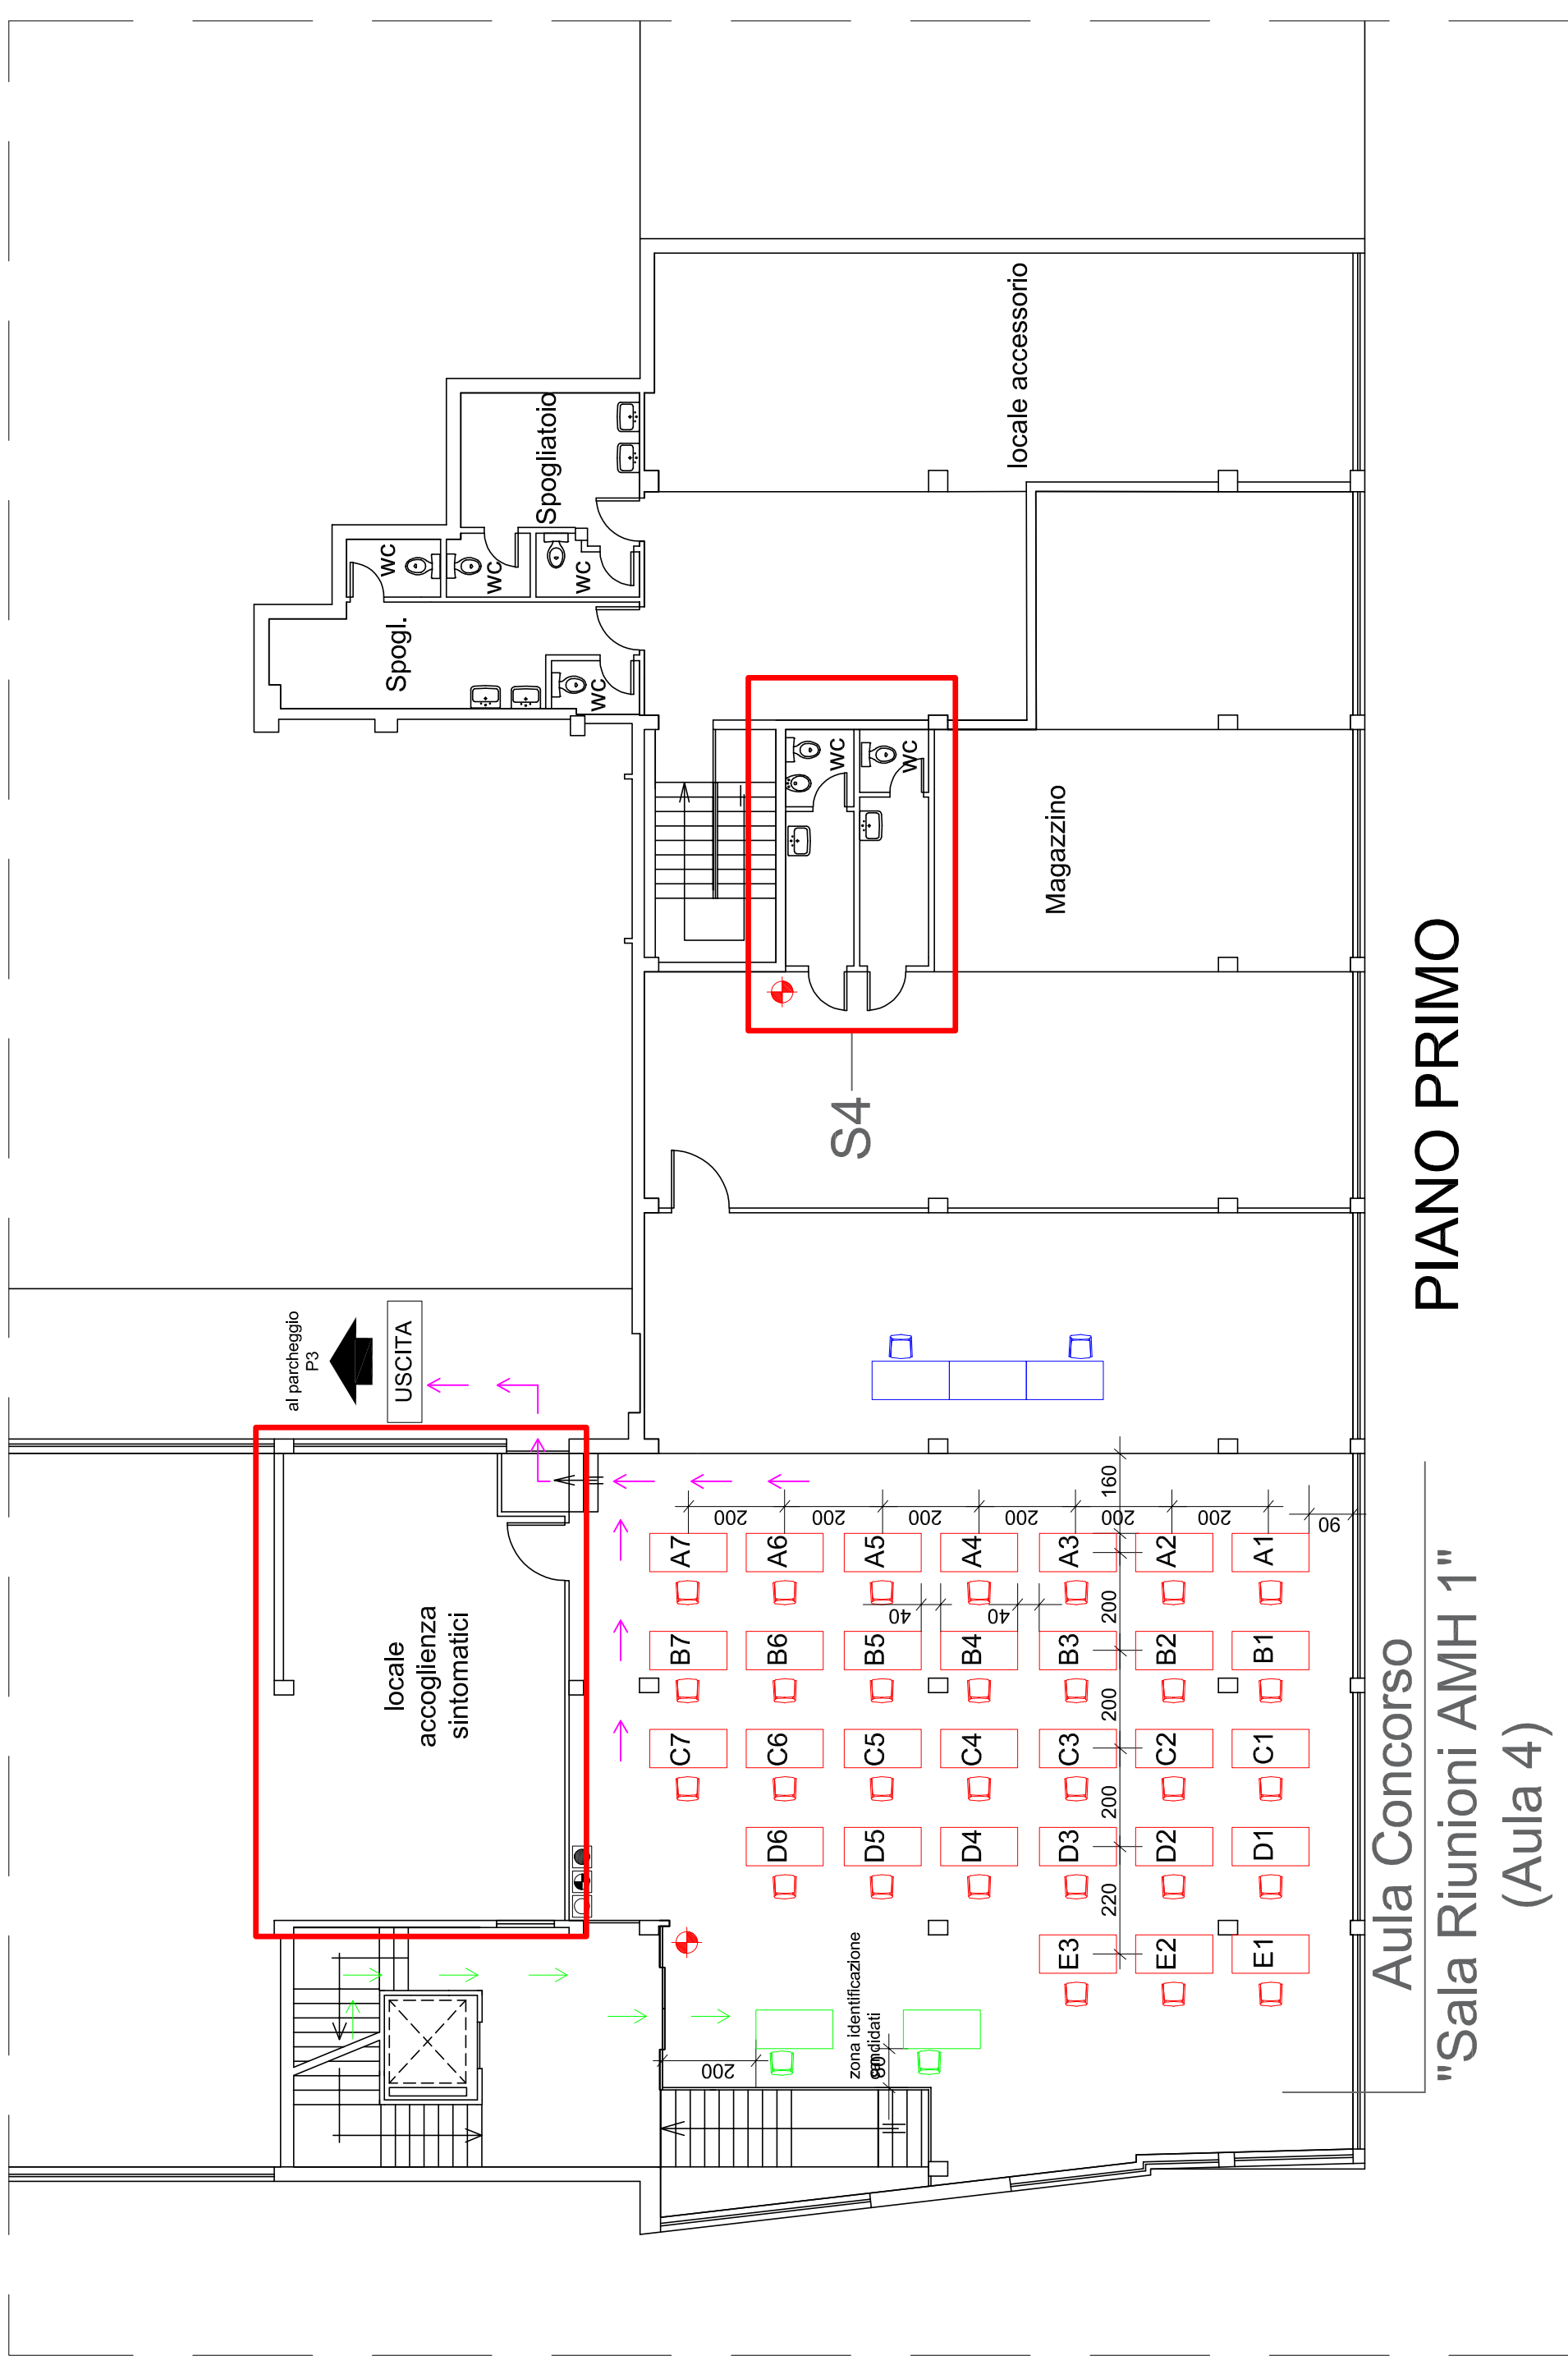 al parcheggio
P3
USCITA
locale
accoglienza
sintomatici
Spogl.
wc
wc
wc
wc
Spogliatoio
locale accessorio
wc
wc
Magazzino
S4
PIANO PRIMO
A7
A6
A5
A4
A3
A2
A1
B7
B6
B5
B4
B3
B2
B1
C7
C6
C5
C4
C3
C2
C1
D6
D5
D4
D3
D2
D1
E3
E2
E1
200
200
200
200
200
200
90
160
200
200
200
220
40
40
200
80
zona identificazione
candidati
Aula Concorso
"Sala Riunioni AMH 1"
(Aula 4)